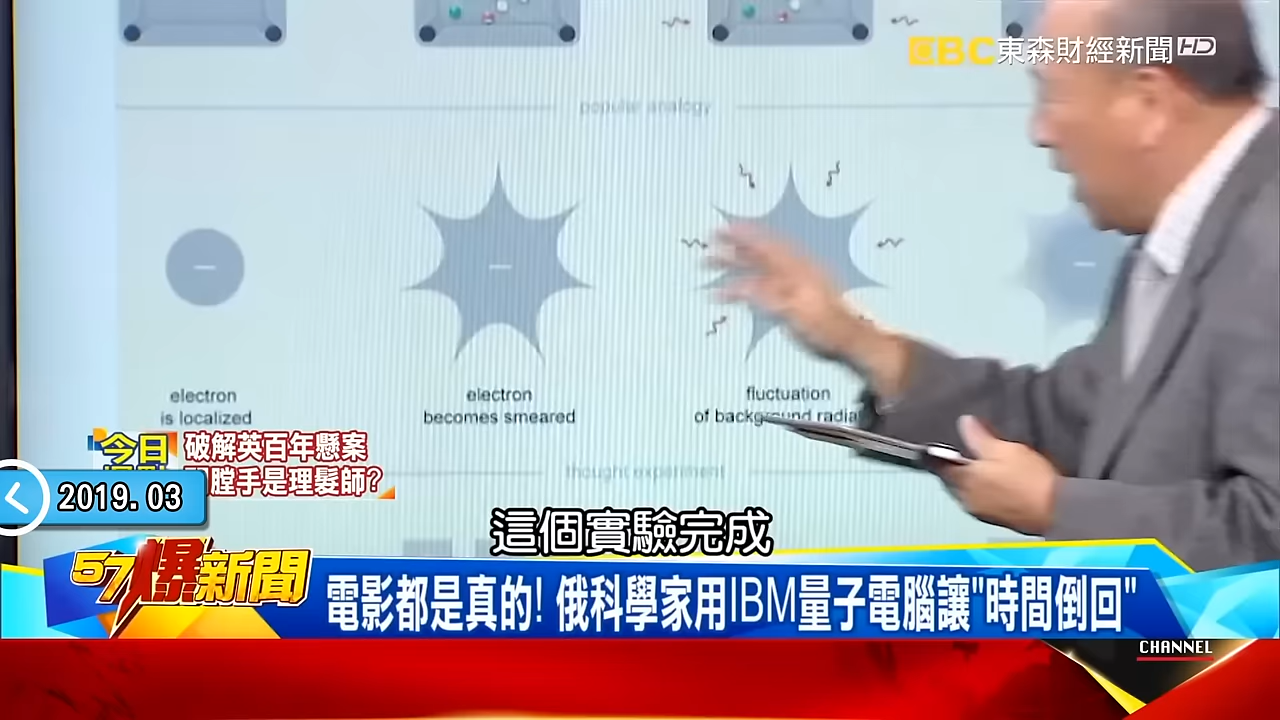 EBC東森財經新聞HD
popular analogy
electron
is localized
electron
becomes smeared
fluctuation
of background radia
thought experiment
今日
破解英百年懸案
膛手是理髮師?
2019.03
這個實驗完成
57爆新聞
電影都是真的! 俄科學家用IBM量子電腦讓"時間倒回"
CHANNEL